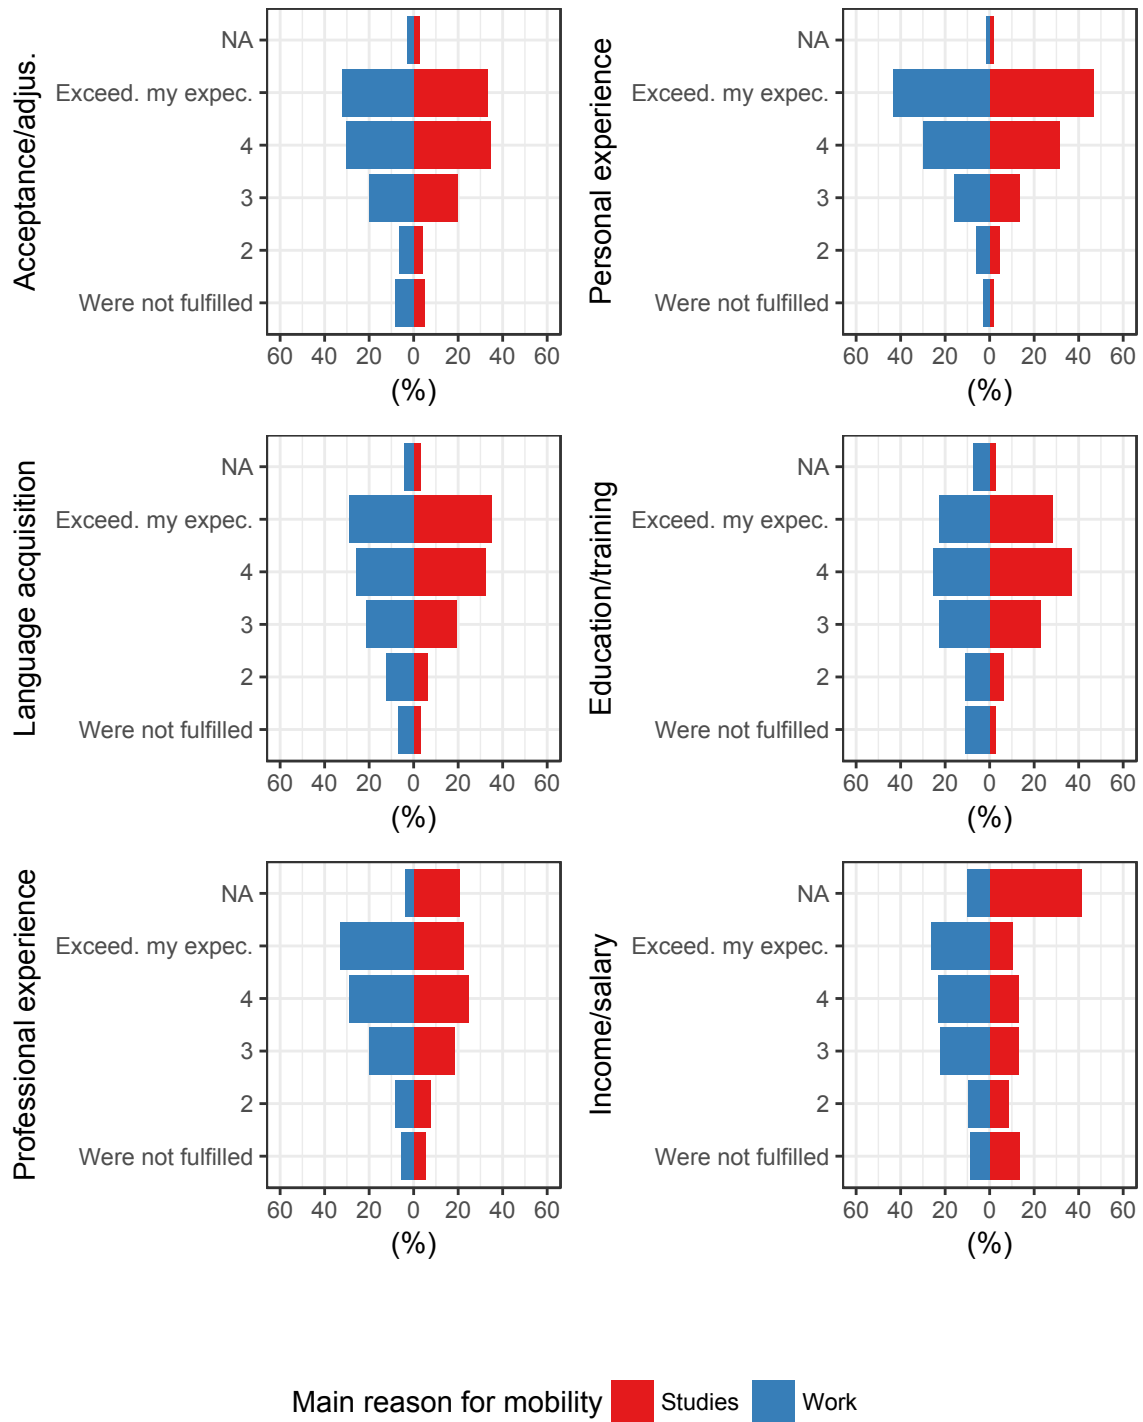 Acceptance/adjus.
NA
Exceed. my expec.
4
3
2
Were not fulfilled
60 40 20 0 20 40 60
(%)
Personal experience
NA
Exceed. my expec.
4
3
2
Were not fulfilled
60 40 20 0 20 40 60
(%)
Language acquisition
NA
Exceed. my expec.
4
3
2
Were not fulfilled
60 40 20 0 20 40 60
(%)
Education/training
NA
Exceed. my expec.
4
3
2
Were not fulfilled
60 40 20 0 20 40 60
(%)
Professional experience
NA
Exceed. my expec.
4
3
2
Were not fulfilled
60 40 20 0 20 40 60
(%)
Income/salary
NA
Exceed. my expec.
4
3
2
Were not fulfilled
60 40 20 0 20 40 60
(%)
Main reason for mobility Studies Work